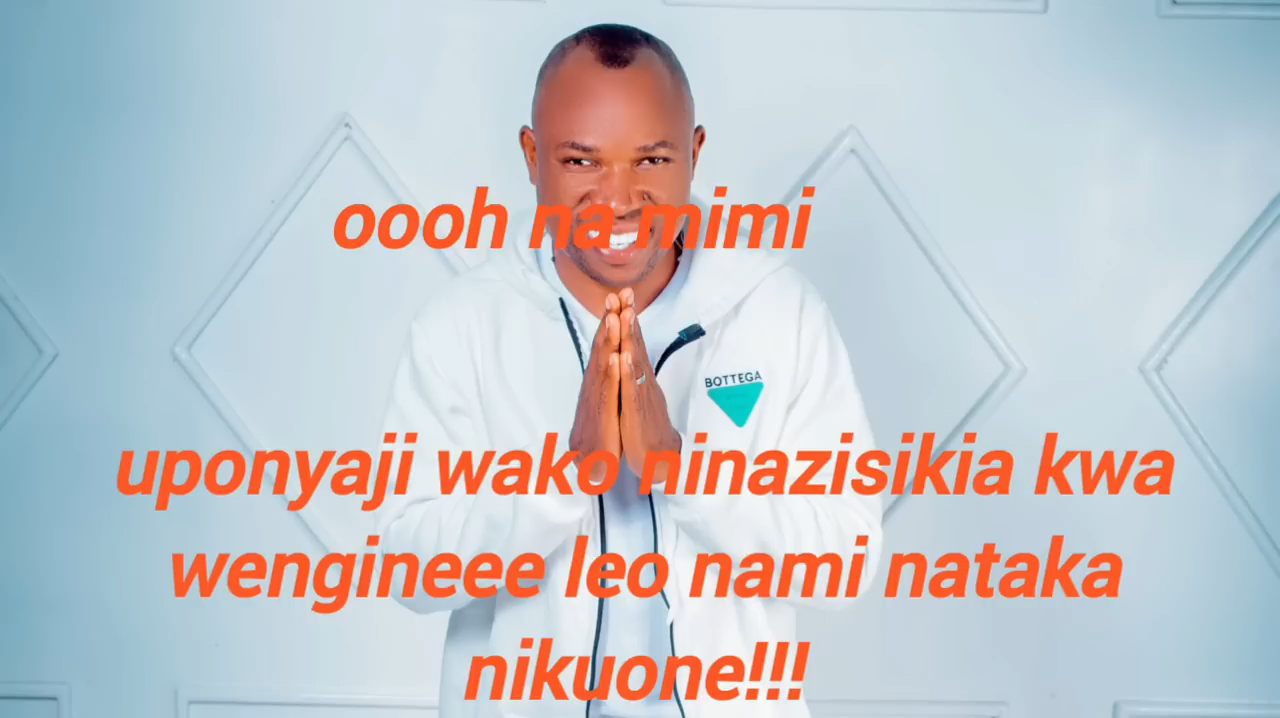 oooh na mimi
BOTTEGA
uponyaji wako ninazisikia kwa
wengineee leo nami nataka
nikuone!!!